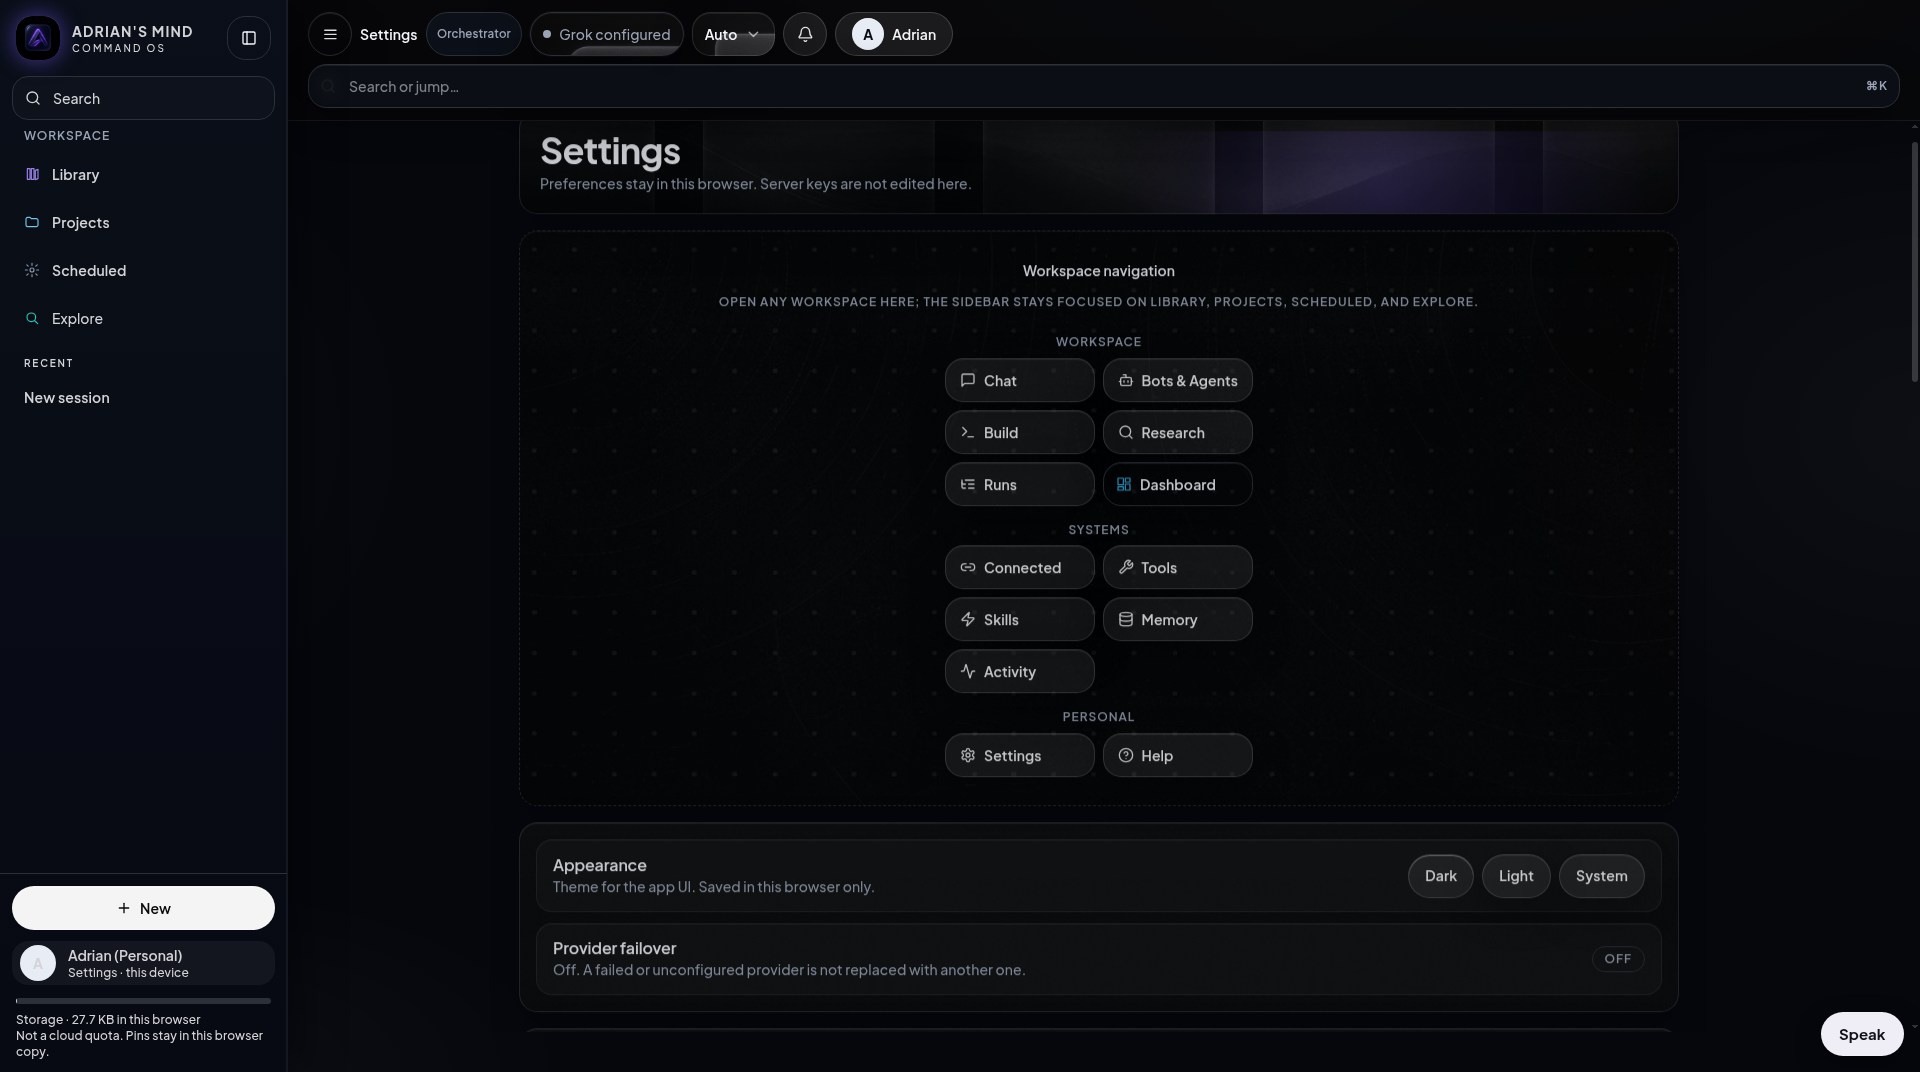 ADRIAN'S MIND
COMMAND OS
Search
WORKSPACE
Library
Projects
Scheduled
Explore
RECENT
New session
New
A
Adrian (Personal)
Settings · this device
Storage · 27.7 KB in this browser
Not a cloud quota. Pins stay in this browser
copy.
Settings
Orchestrator
Grok configured
Auto
A
Adrian
Search or jump…
⌘K
Settings
Preferences stay in this browser. Server keys are not edited here.
Workspace navigation
OPEN ANY WORKSPACE HERE; THE SIDEBAR STAYS FOCUSED ON LIBRARY, PROJECTS, SCHEDULED, AND EXPLORE.
WORKSPACE
Chat
Bots & Agents
Build
Research
Runs
Dashboard
SYSTEMS
Connected
Tools
Skills
Memory
Activity
PERSONAL
Settings
Help
Appearance
Theme for the app UI. Saved in this browser only.
Dark
Light
System
Provider failover
Off. A failed or unconfigured provider is not replaced with another one.
OFF
Speak